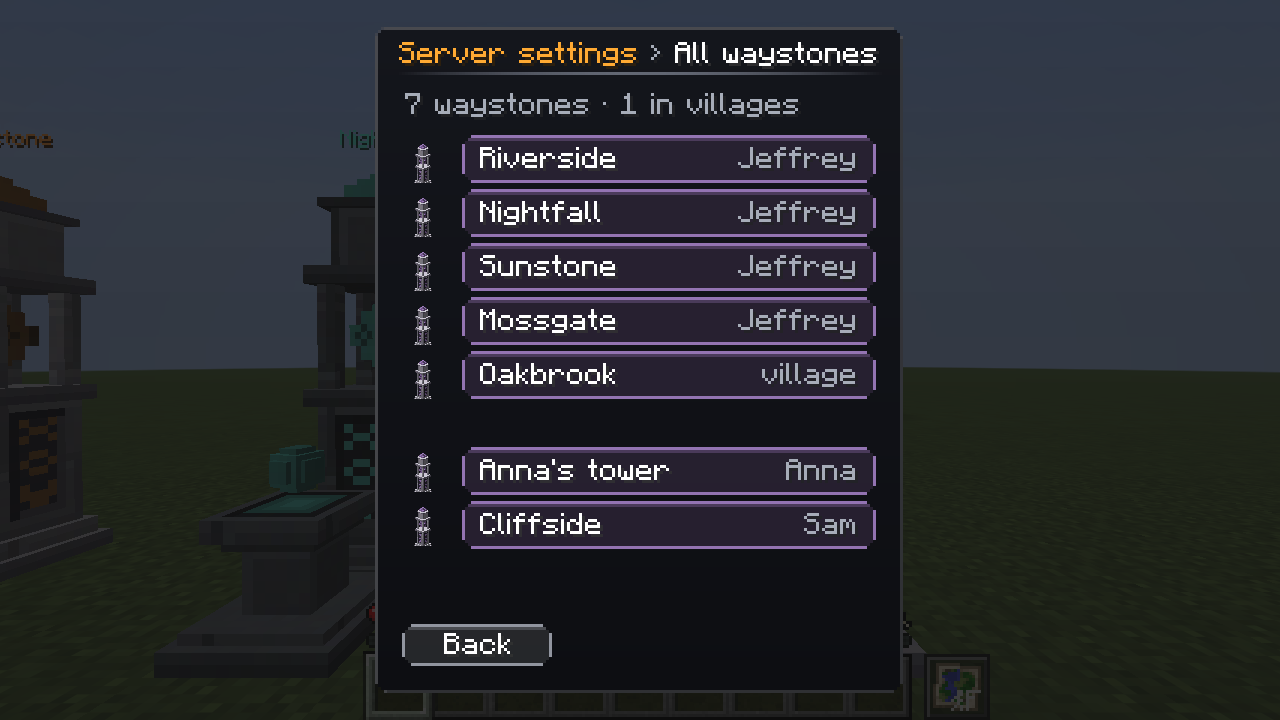 Server settings > All waystones
7 waystones · 1 in villages
Riverside Jeffrey
Nightfall Jeffrey
Sunstone Jeffrey
Mossgate Jeffrey
Oakbrook village
Anna's tower Anna
Cliffside Sam
Back